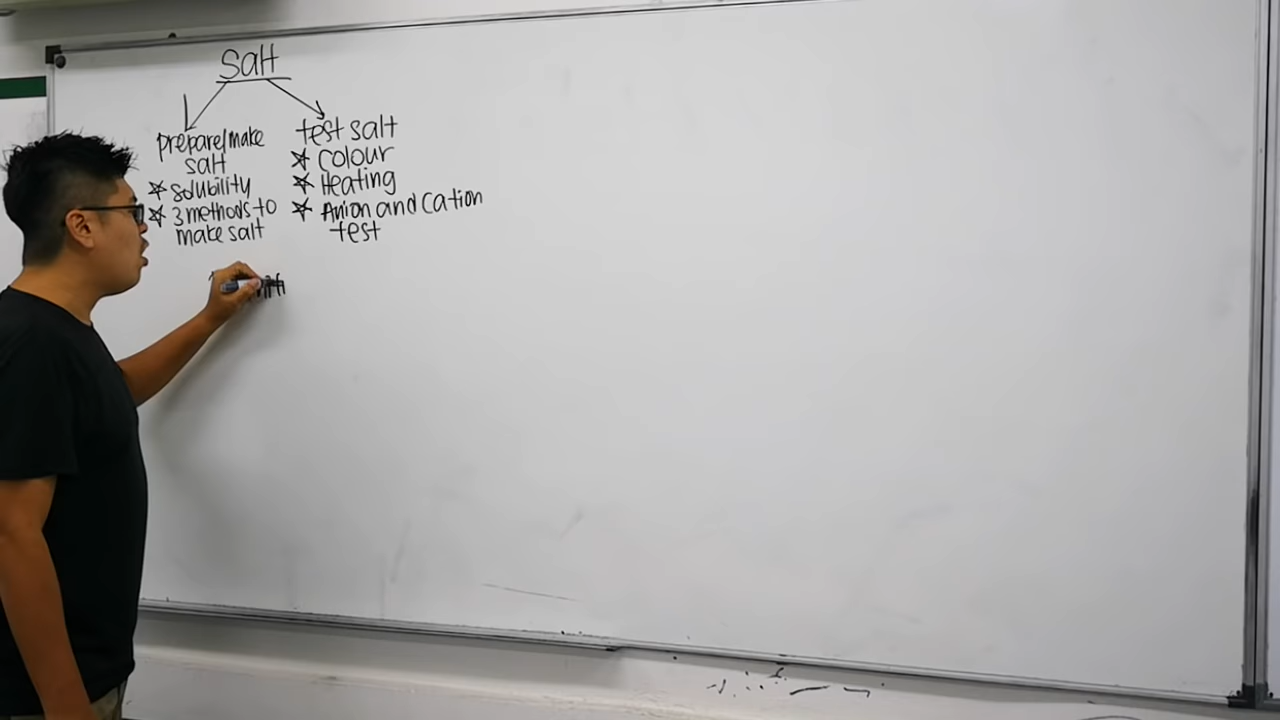 Salt
prepare/make
salt
☆ Solubility
☆ 3 methods to
make salt
test salt
☆ Colour
☆ Heating
☆ Anion and Cation
test